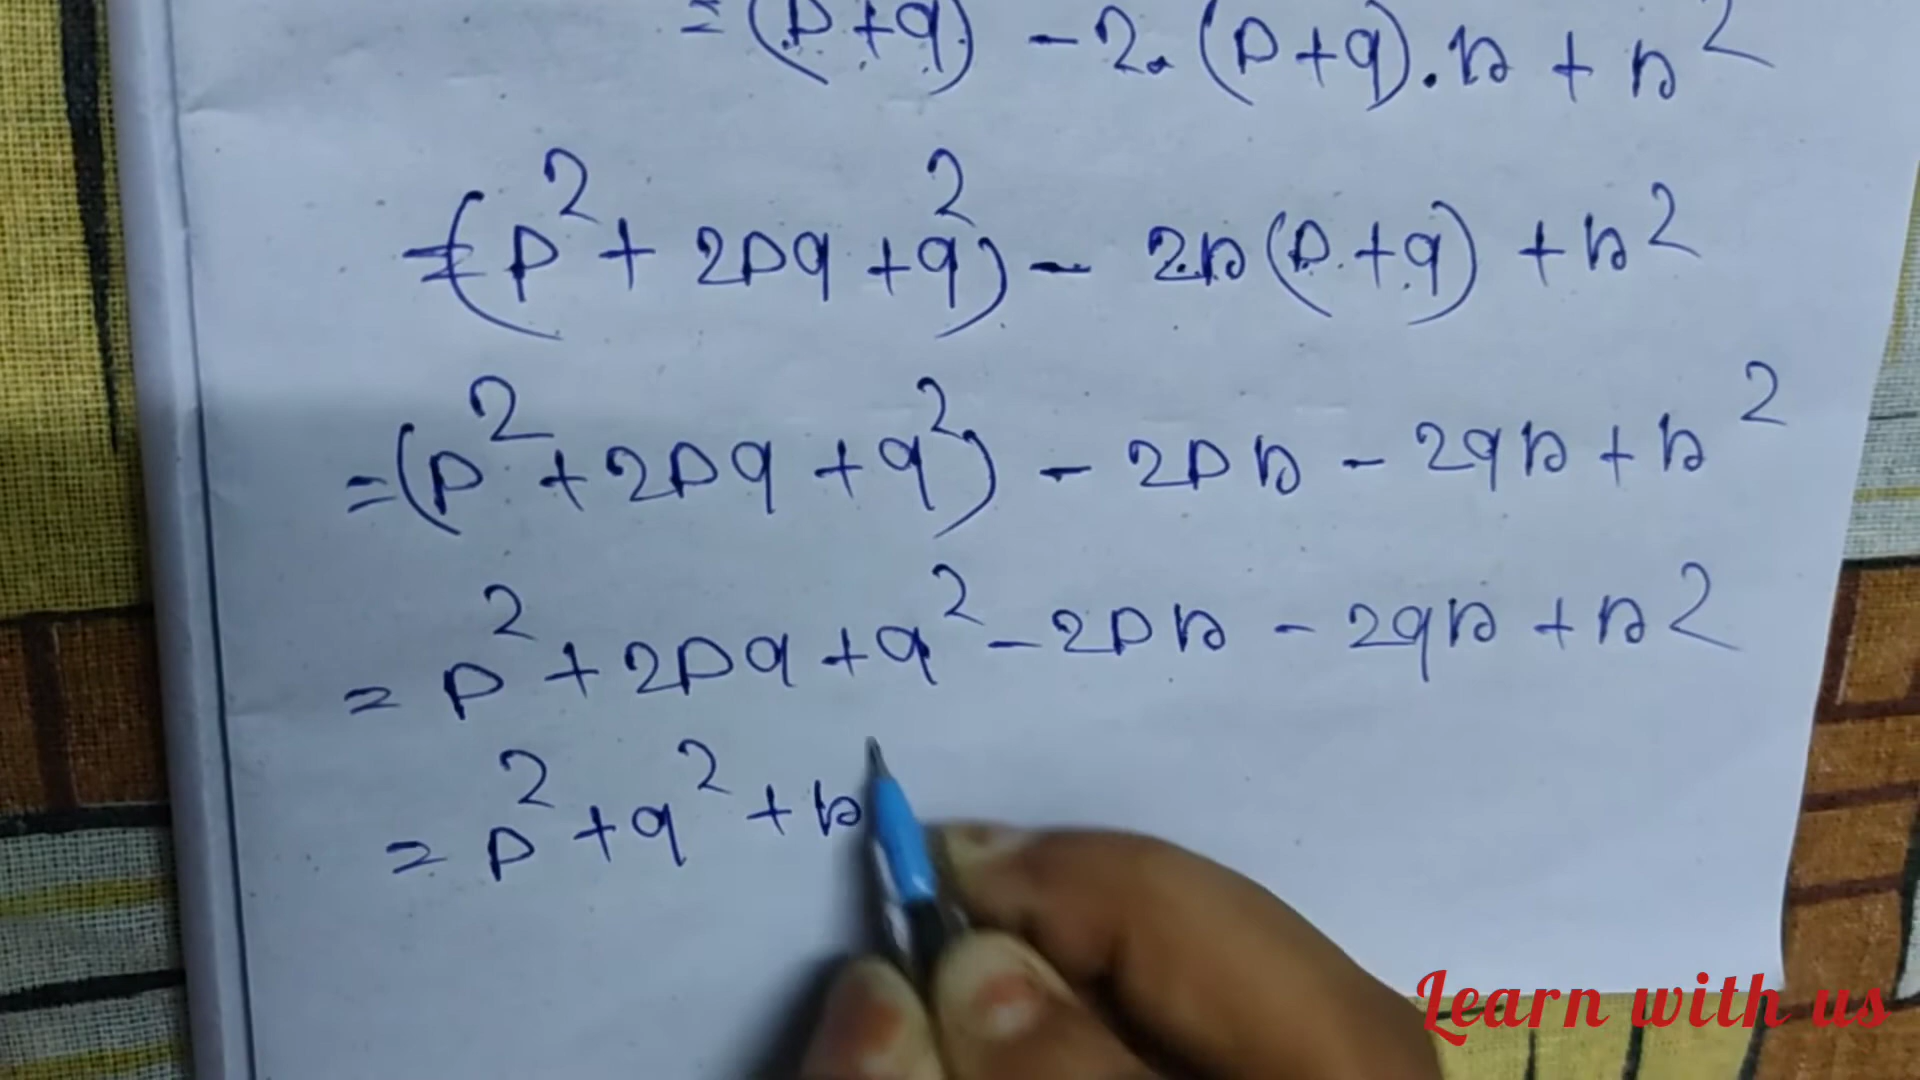 = (p+q) - 2.(p+q).r + r²
= (p² + 2pq + q²) - 2r(p+q) + r²
= (p² + 2pq + q²) - 2pr - 2qr + r²
= p² + 2pq + q² - 2pr - 2qr + r²
= p² + q² + r
Learn with us